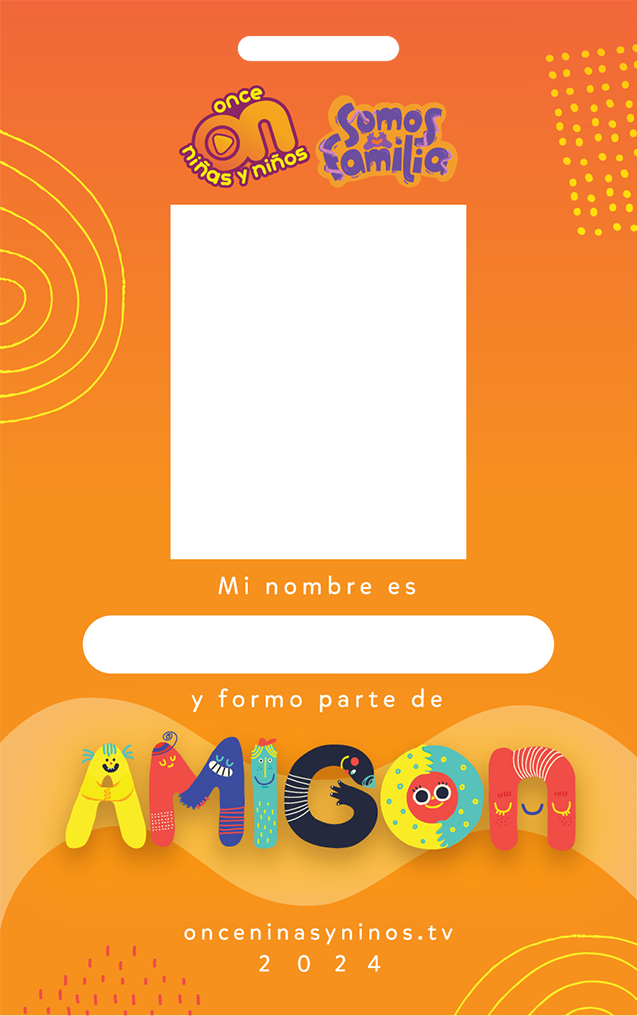 once
on
niñas y niños
Somos
familia
Mi nombre es
y formo parte de
AMIGOn
onceninasyninos.tv
2024